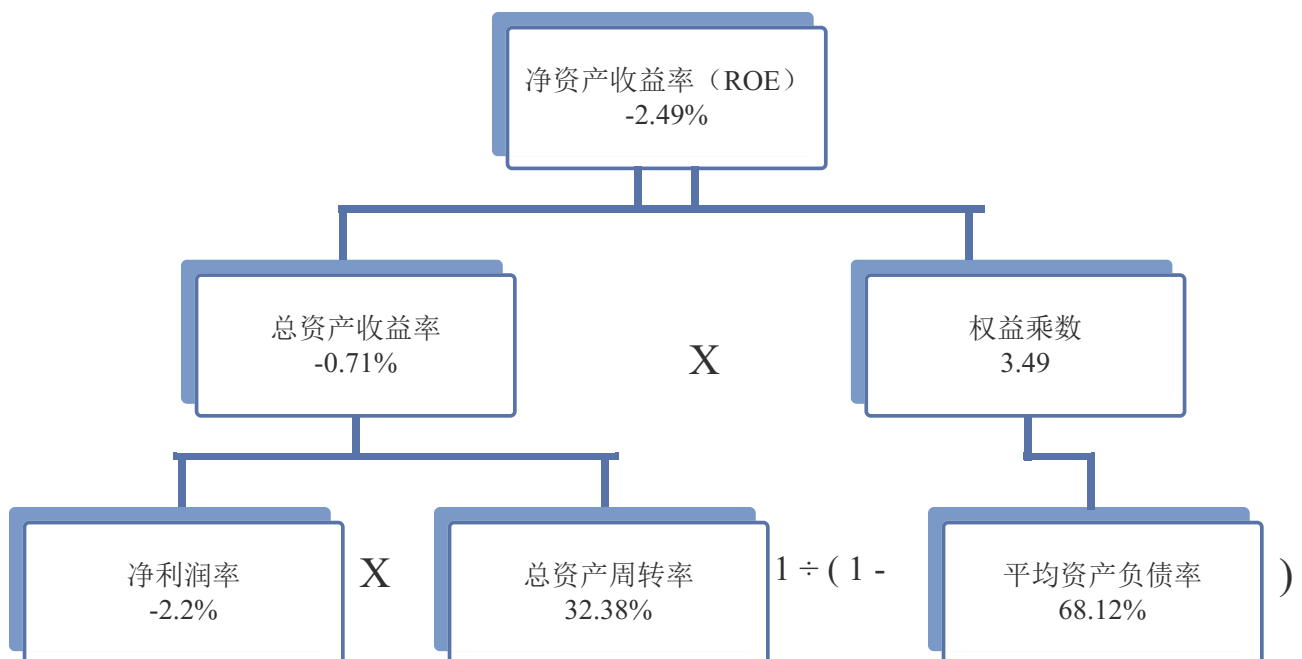 净资产收益率（ROE）
-2.49%
总资产收益率
-0.71%
X
权益乘数
3.49
净利润率
-2.2%
X
总资产周转率
32.38%
1 ÷ ( 1 -
平均资产负债率
68.12%
)